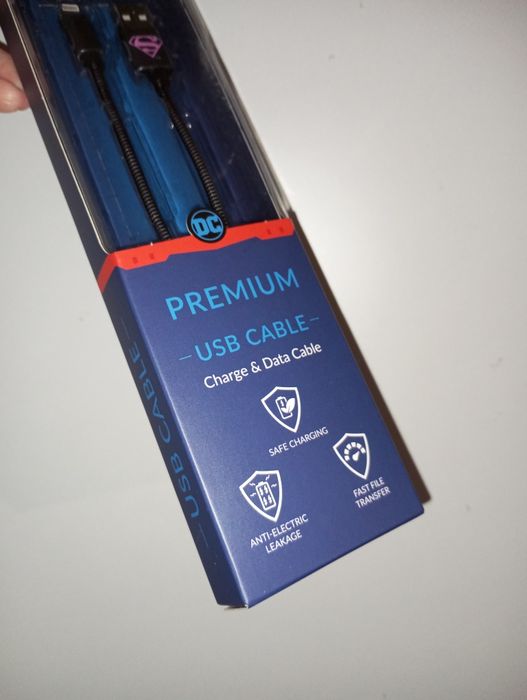 DC
PREMIUM
USB CABLE
Charge & Data Cable
SAFE CHARGING
ANTI-ELECTRIC
LEAKAGE
FAST FILE
TRANSFER
USB CABLE